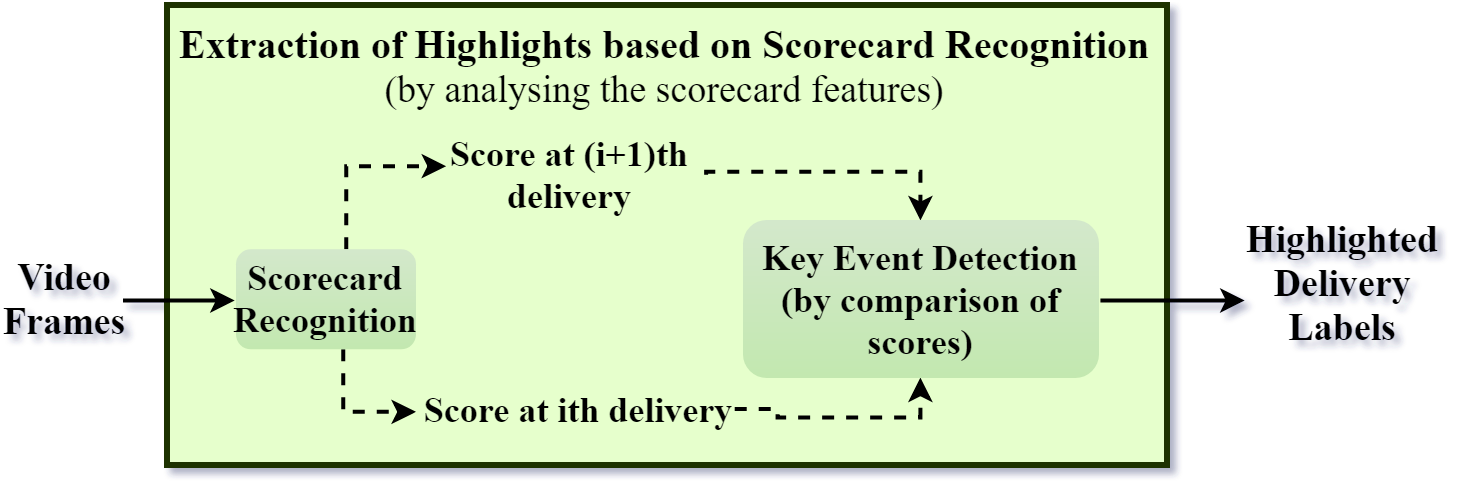 Extraction of Highlights based on Scorecard Recognition
(by analysing the scorecard features)
Score at (i+1)th
delivery
Video
Frames
Scorecard
Recognition
Key Event Detection
(by comparison of
scores)
Highlighted
Delivery
Labels
Score at ith delivery